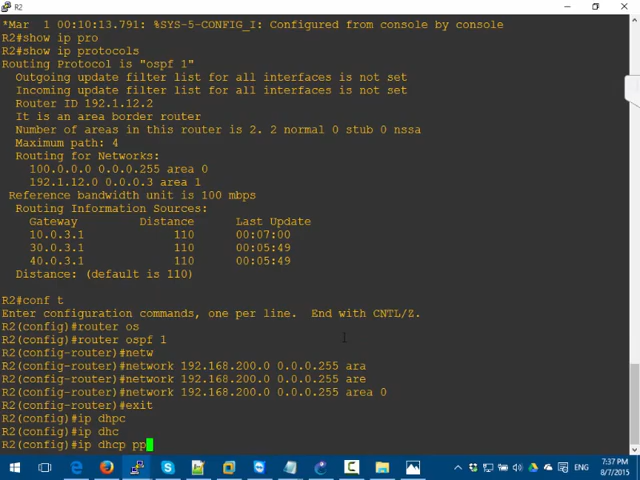 R2
*Mar  1 00:10:13.791: %SYS-5-CONFIG_I: Configured from console by console
R2#show ip pro
R2#show ip protocols
Routing Protocol is "ospf 1"
  Outgoing update filter list for all interfaces is not set
  Incoming update filter list for all interfaces is not set
  Router ID 192.1.12.2
  It is an area border router
  Number of areas in this router is 2. 2 normal 0 stub 0 nssa
  Maximum path: 4
  Routing for Networks:
    100.0.0.0 0.0.0.255 area 0
    192.1.12.0 0.0.0.3 area 1
 Reference bandwidth unit is 100 mbps
  Routing Information Sources:
    Gateway         Distance      Last Update
    10.0.3.1             110      00:07:00
    30.0.3.1             110      00:05:49
    40.0.3.1             110      00:05:49
  Distance: (default is 110)
R2#conf t
Enter configuration commands, one per line.  End with CNTL/Z.
R2(config)#router os
R2(config)#router ospf 1
R2(config-router)#netw
R2(config-router)#network 192.168.200.0 0.0.0.255 ara
R2(config-router)#network 192.168.200.0 0.0.0.255 are
R2(config-router)#network 192.168.200.0 0.0.0.255 area 0
R2(config-router)#exit
R2(config)#ip dhpc
R2(config)#ip dhc
R2(config)#ip dhcp pp
7:37 PM
8/7/2015